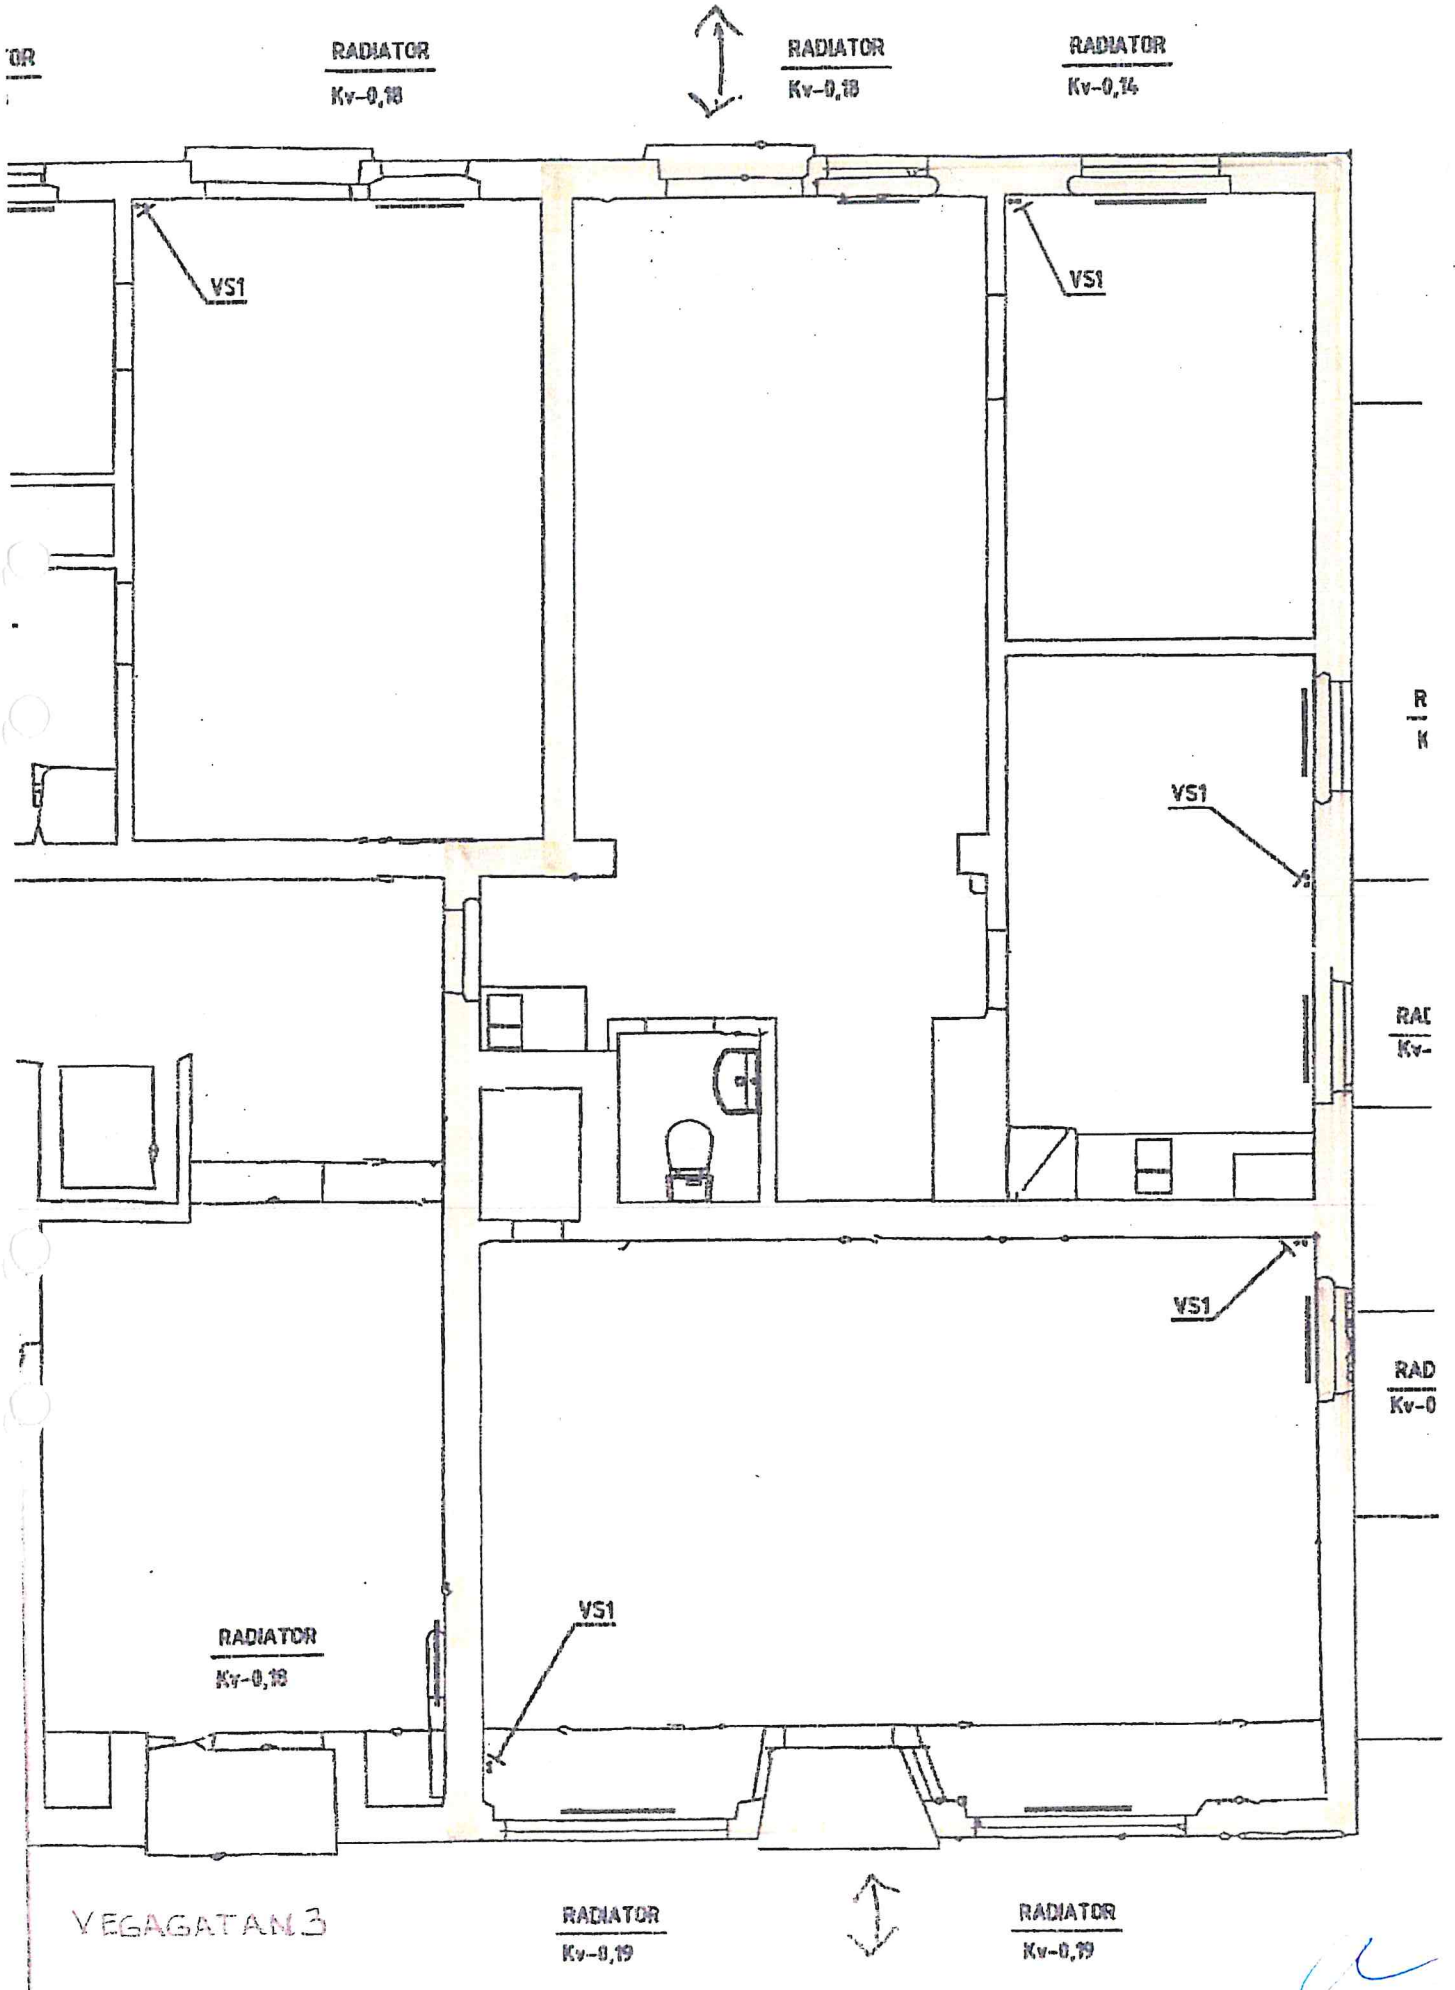 OR
RADIATOR
Kv-0,18
RADIATOR
Kv-0,18
RADIATOR
Kv-0,14
VS1
VS1
R
K
VS1
RAD
Kv-
VS1
RAD
Kv-0
VS1
RADIATOR
Kv-0,18
VEGAGATAN 3
RADIATOR
Kv-0,19
RADIATOR
Kv-0,19